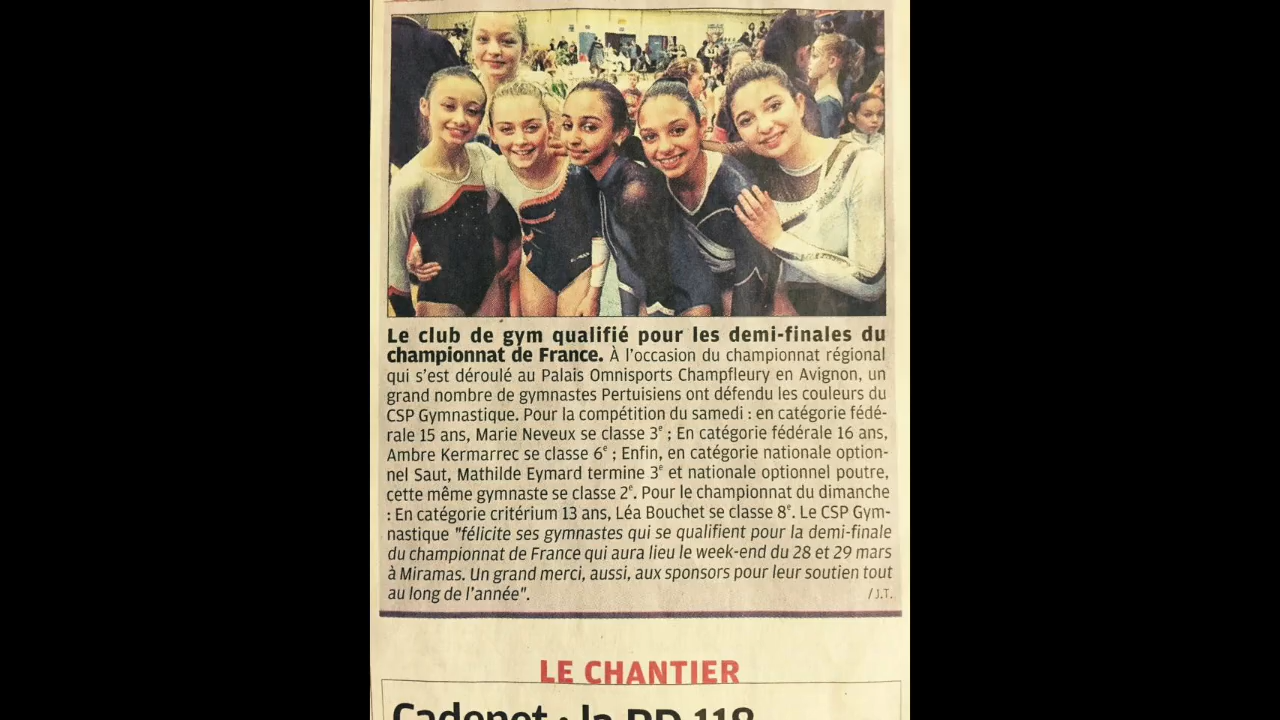 Le club de gym qualifié pour les demi-finales du
championnat de France. À l'occasion du championnat régional
qui s'est déroulé au Palais Omnisports Champfleury en Avignon, un
grand nombre de gymnastes Pertuisiens ont défendu les couleurs du
CSP Gymnastique. Pour la compétition du samedi : en catégorie fédé-
rale 15 ans, Marie Neveux se classe 3e ; En catégorie fédérale 16 ans,
Ambre Kermarrec se classe 6e ; Enfin, en catégorie nationale option-
nel Saut, Mathilde Eymard termine 3e et nationale optionnel poutre,
cette même gymnaste se classe 2e. Pour le championnat du dimanche
: En catégorie critérium 13 ans, Léa Bouchet se classe 8e. Le CSP Gym-
nastique "félicite ses gymnastes qui se qualifient pour la demi-finale
du championnat de France qui aura lieu le week-end du 28 et 29 mars
à Miramas. Un grand merci, aussi, aux sponsors pour leur soutien tout
au long de l'année". /J.T.
LE CHANTIER
Cadenet : la RD 118